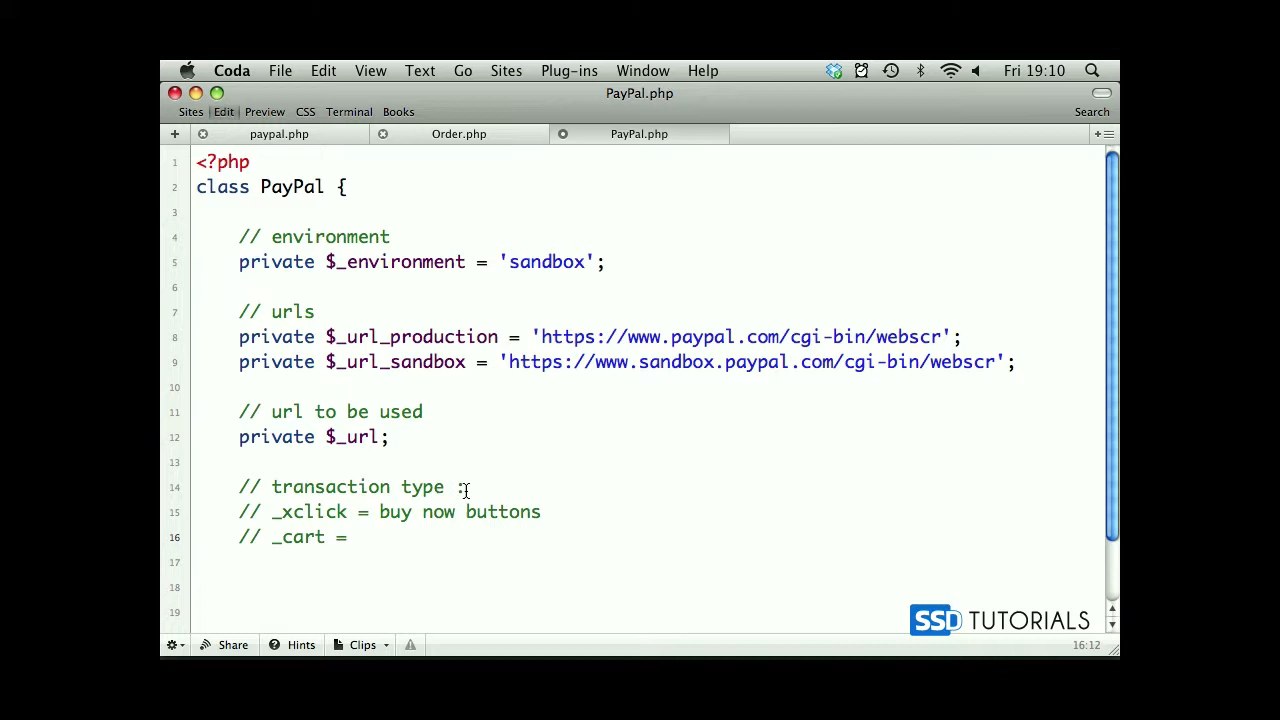 Coda File Edit View Text Go Sites Plug-ins Window Help Fri 19:10
PayPal.php
Sites Edit Preview CSS Terminal Books Search
paypal.php Order.php PayPal.php
1 <?php
2 class PayPal {
3
4 // environment
5 private $_environment = 'sandbox';
6
7 // urls
8 private $_url_production = 'https://www.paypal.com/cgi-bin/webscr';
9 private $_url_sandbox = 'https://www.sandbox.paypal.com/cgi-bin/webscr';
10
11 // url to be used
12 private $_url;
13
14 // transaction type :
15 // _xclick = buy now buttons
16 // _cart =
17
18
19
SSD TUTORIALS
Share Hints Clips 16:12